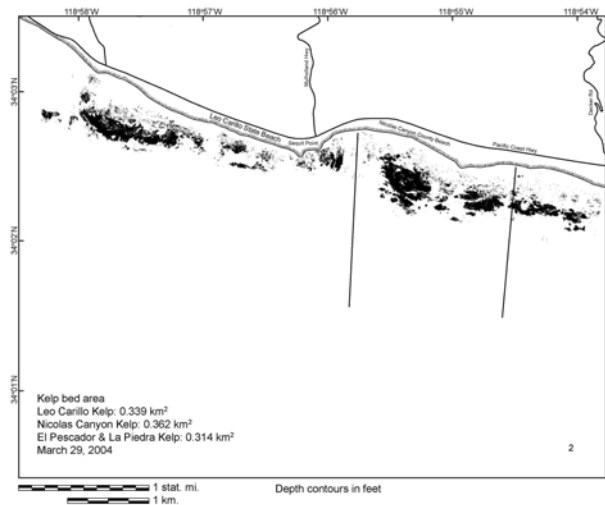 118°58'W 118°57'W 118°56'W 118°55'W 118°54'W
34°03'N
34°02'N
34°01'N
Mulholland Hwy
Decker Rd
Leo Carillo State Beach
Sequit Point
Nicolas Canyon County Beach
Pacific Coast Hwy
Kelp bed area
Leo Carillo Kelp: 0.339 km²
Nicolas Canyon Kelp: 0.362 km²
El Pescador & La Piedra Kelp: 0.314 km²
March 29, 2004
2
1 stat. mi.
1 km.
Depth contours in feet